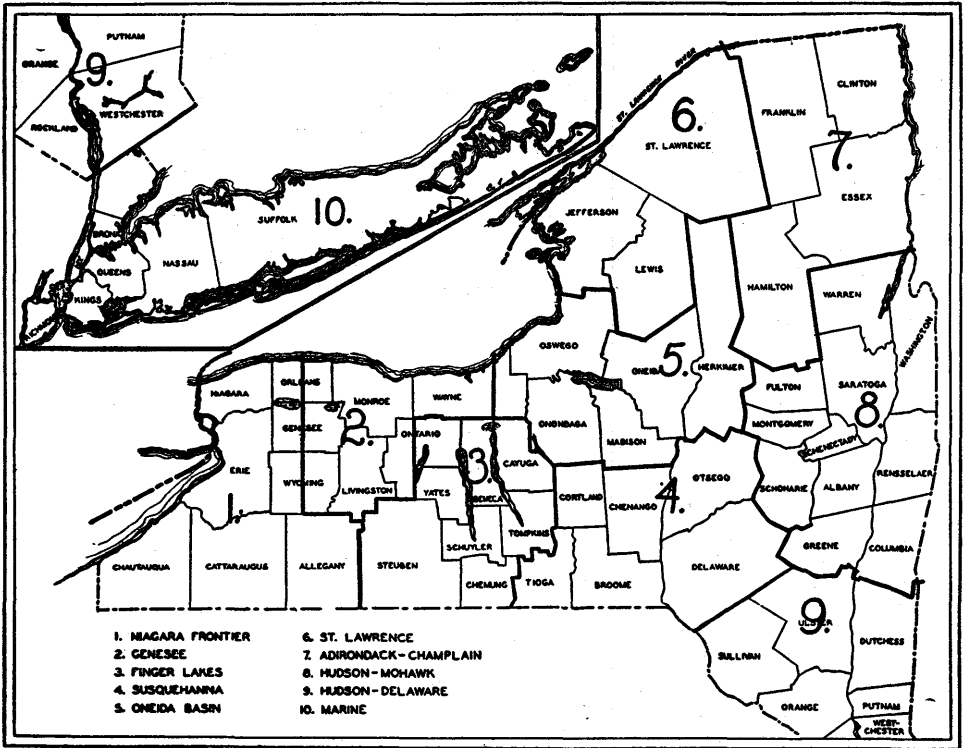 PUTNAM
ORANGE
9.
WESTCHESTER
ROCKLAND
SUFFOLK
10.
NASSAU
BRONX
QUEENS
KINGS
RICHMOND
ST. LAWRENCE RIVER
6.
ST. LAWRENCE
FRANKLIN
CLINTON
7.
ESSEX
JEFFERSON
LEWIS
HAMILTON
WARREN
WASHINGTON
OSWEGO
ONEIDA
5.
HERKIMER
FULTON
SARATOGA
8.
MONTGOMERY
SCHENECTADY
NIAGARA
ORLEANS
MONROE
WAYNE
GENESEE
2.
ONTARIO
ONONDAGA
MADISON
CAYUGA
3.
SENECA
ERIE
1.
WYOMING
LIVINGSTON
YATES
CORTLAND
CHENANGO
4.
OTSEGO
SCHOHARIE
ALBANY
RENSSELAER
SCHUYLER
TOMPKINS
GREENE
COLUMBIA
CHAUTAUQUA
CATTARAUGUS
ALLEGANY
STEUBEN
CHEMUNG
TIOGA
BROOME
DELAWARE
ULSTER
9.
SULLIVAN
DUTCHESS
ORANGE
PUTNAM
WEST-
CHESTER
1. NIAGARA FRONTIER
2. GENESEE
3. FINGER LAKES
4. SUSQUEHANNA
5. ONEIDA BASIN
6. ST. LAWRENCE
7. ADIRONDACK-CHAMPLAIN
8. HUDSON-MOHAWK
9. HUDSON-DELAWARE
10. MARINE